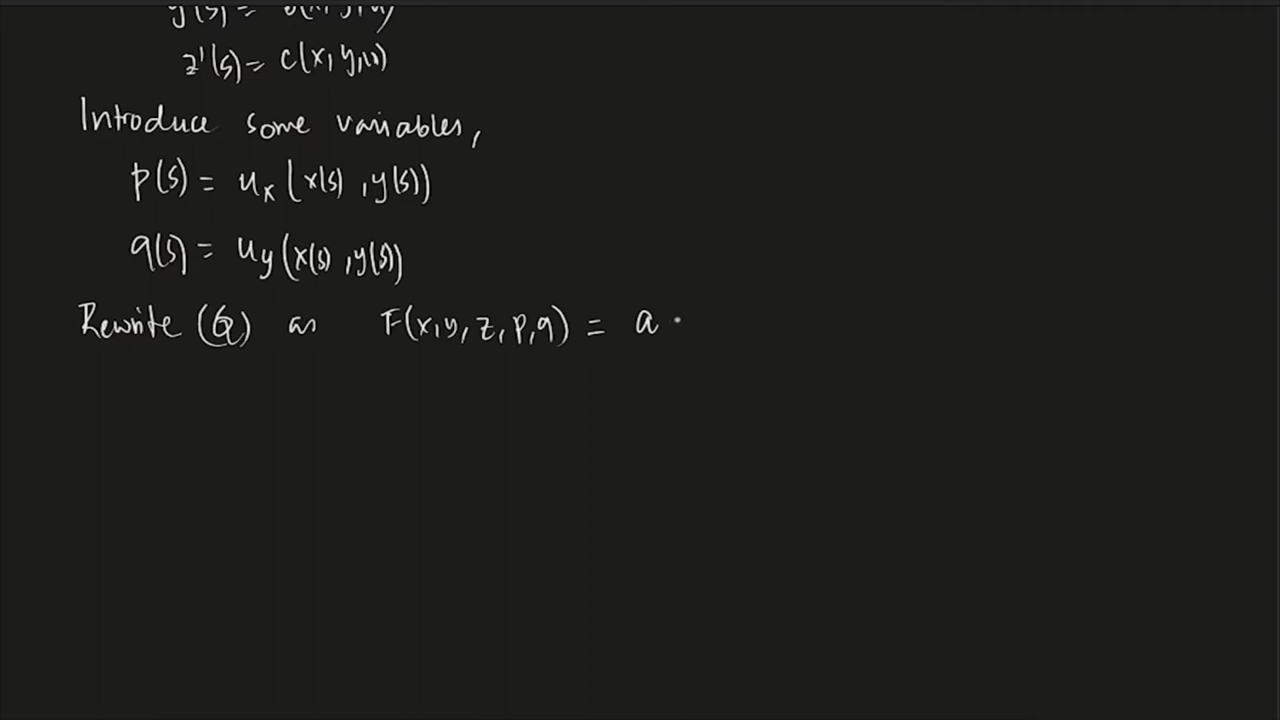 y'(s) =
z'(s) = c(x, y, u)
Introduce some variables,
p(s) = u_x (x(s), y(s))
q(s) = u_y (x(s), y(s))
Rewrite (Q) as F(x, y, z, p, q) = a ·